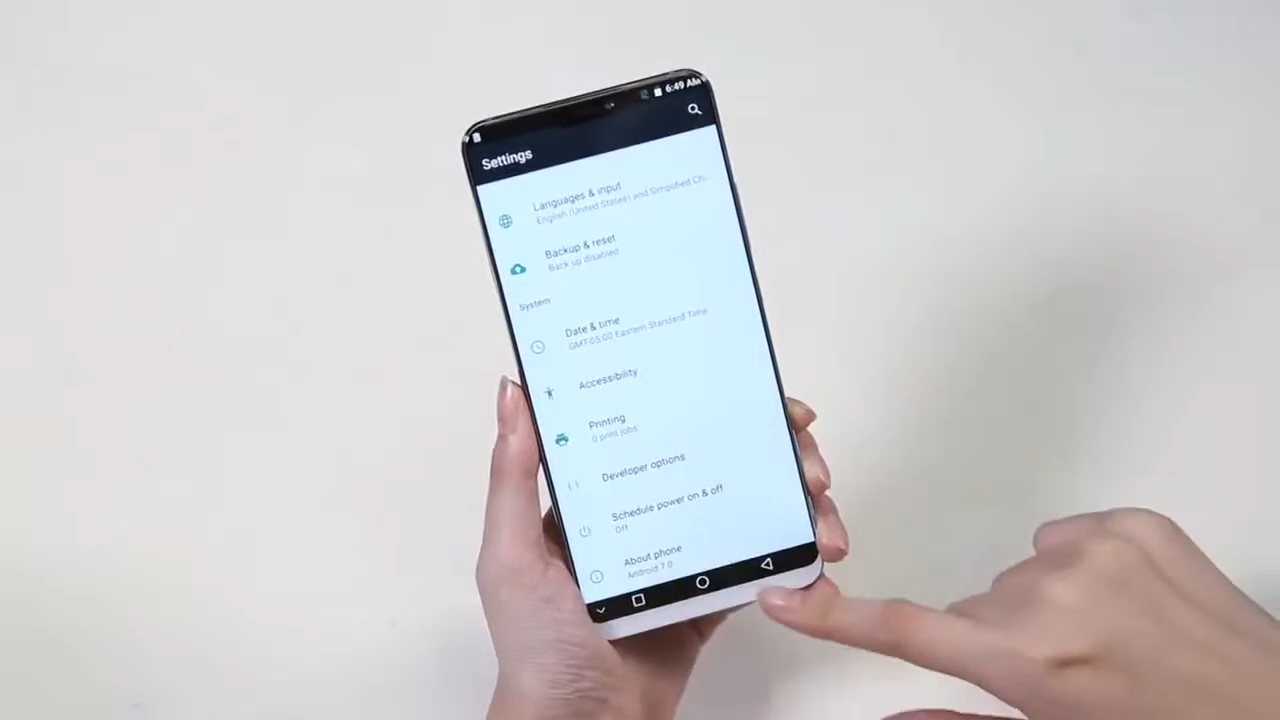 6:49 AM
Settings
Languages & input
English (United States) and Simplified Chi...
Backup & reset
Back up disabled
System
Date & time
GMT-05:00 Eastern Standard Time
Accessibility
Printing
0 print jobs
Developer options
Schedule power on & off
Off
About phone
Android 7.0